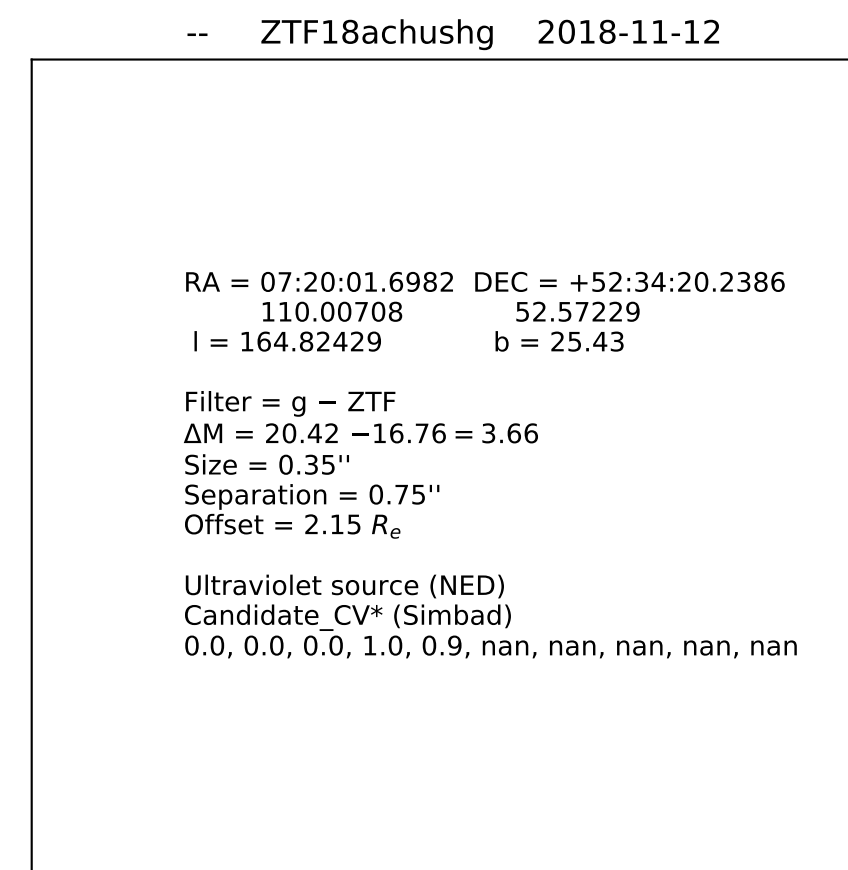 -- ZTF18achushg 2018-11-12
RA = 07:20:01.6982 DEC = +52:34:20.2386
110.00708 52.57229
l = 164.82429 b = 25.43
Filter = g − ZTF
ΔM = 20.42 −16.76 = 3.66
Size = 0.35''
Separation = 0.75''
Offset = 2.15 Re
Ultraviolet source (NED)
Candidate_CV* (Simbad)
0.0, 0.0, 0.0, 1.0, 0.9, nan, nan, nan, nan, nan